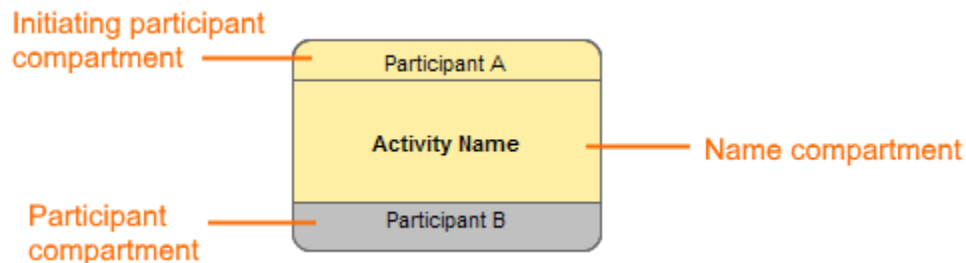 Initiating participant
compartment
Participant A
Activity Name
Name compartment
Participant
compartment
Participant B